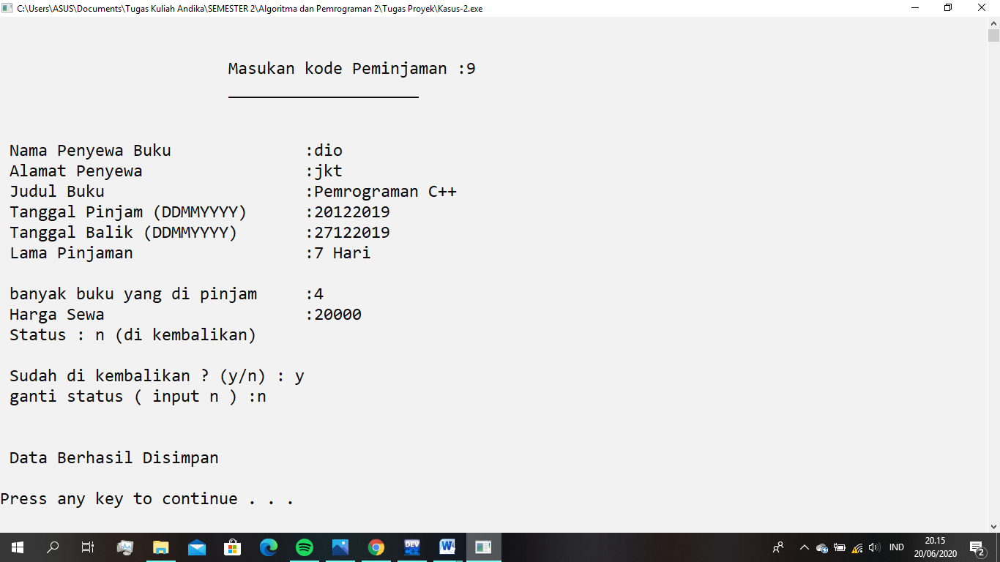 C:\Users\ASUS\Documents\Tugas Kuliah Andika\SEMESTER 2\Algoritma dan Pemrograman 2\Tugas Proyek\Kasus-2.exe
Masukan kode Peminjaman :9
Nama Penyewa Buku :dio
Alamat Penyewa :jkt
Judul Buku :Pemrograman C++
Tanggal Pinjam (DDMMYYYY) :20122019
Tanggal Balik (DDMMYYYY) :27122019
Lama Pinjaman :7 Hari
banyak buku yang di pinjam :4
Harga Sewa :20000
Status : n (di kembalikan)
Sudah di kembalikan ? (y/n) : y
ganti status ( input n ) :n
Data Berhasil Disimpan
Press any key to continue . . .
DEV
W
IND
20.15
20/06/2020
2